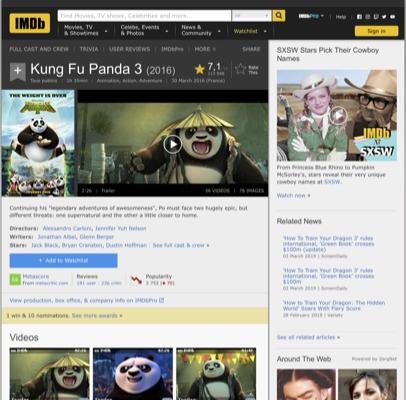 IMDb
Find Movies, TV shows, Celebrities and more...
All
IMDbPro
Help
Movies, TV
& Showtimes
Celebs, Events
& Photos
News &
Community
Watchlist
Sign in
FULL CAST AND CREW | TRIVIA | USER REVIEWS | IMDbPro | MORE
SHARE
Kung Fu Panda 3 (2016)
7,1
Rate
This
Tous publics | 1h 35min | Animation, Action, Adventure | 30 March 2016 (France)
THE WEIGHT IS OVER
2:26 | Trailer
36 VIDEOS | 76 IMAGES
Continuing his "legendary adventures of awesomeness", Po must face two hugely epic, but
different threats: one supernatural and the other a little closer to home.
Directors: Alessandro Carloni, Jennifer Yuh Nelson
Writers: Jonathan Aibel, Glenn Berger
Stars: Jack Black, Bryan Cranston, Dustin Hoffman | See full cast & crew »
+ Add to Watchlist
66
Metascore
From metacritic.com
Reviews
181 user | 236 critic
Popularity
View production, box office, & company info on IMDbPro
1 win & 10 nominations. See more awards »
Videos
SXSW Stars Pick Their Cowboy
Names
IMDb
AT
SXSW
From Princess Blue Rhino to Pumpkin
McSorley's, stars reveal their very unique
cowboy names at SXSW.
Watch now »
Related News
'How To Train Your Dragon 3' rules
international, 'Green Book' crosses
$100m (update)
03 March 2019 | ScreenDaily
'How To Train Your Dragon 3' rules
international, 'Green Book' crosses
$100m
03 March 2019 | ScreenDaily
'How to Train Your Dragon: The Hidden
World' Soars With Fiery Score
28 February 2019 | Variety
See all related articles »
Around The Web
Powered by ZergNet